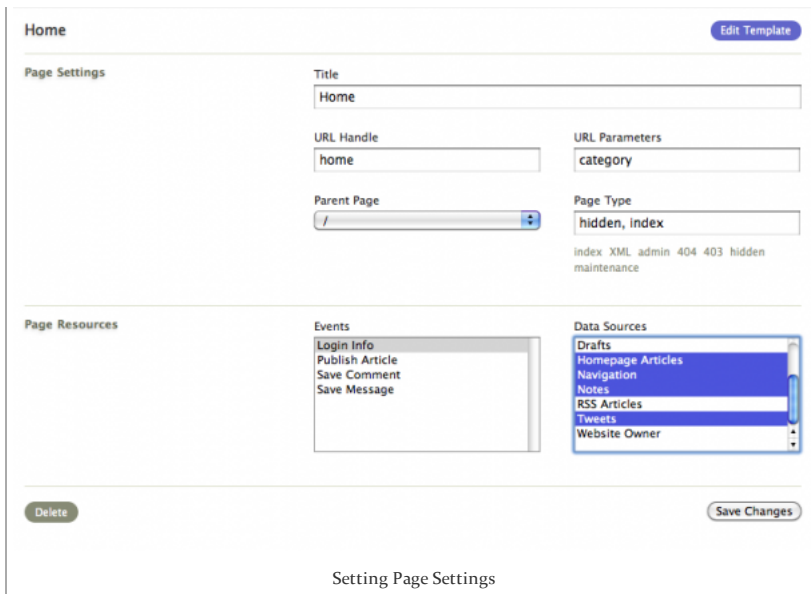 Home
Edit Template
Page Settings
Title
Home
URL Handle
URL Parameters
home
category
Parent Page
Page Type
/
hidden, index
index XML admin 404 403 hidden
maintenance
Page Resources
Events
Data Sources
Login Info
Publish Article
Save Comment
Save Message
Drafts
Homepage Articles
Navigation
Notes
RSS Articles
Tweets
Website Owner
Delete
Save Changes
Setting Page Settings